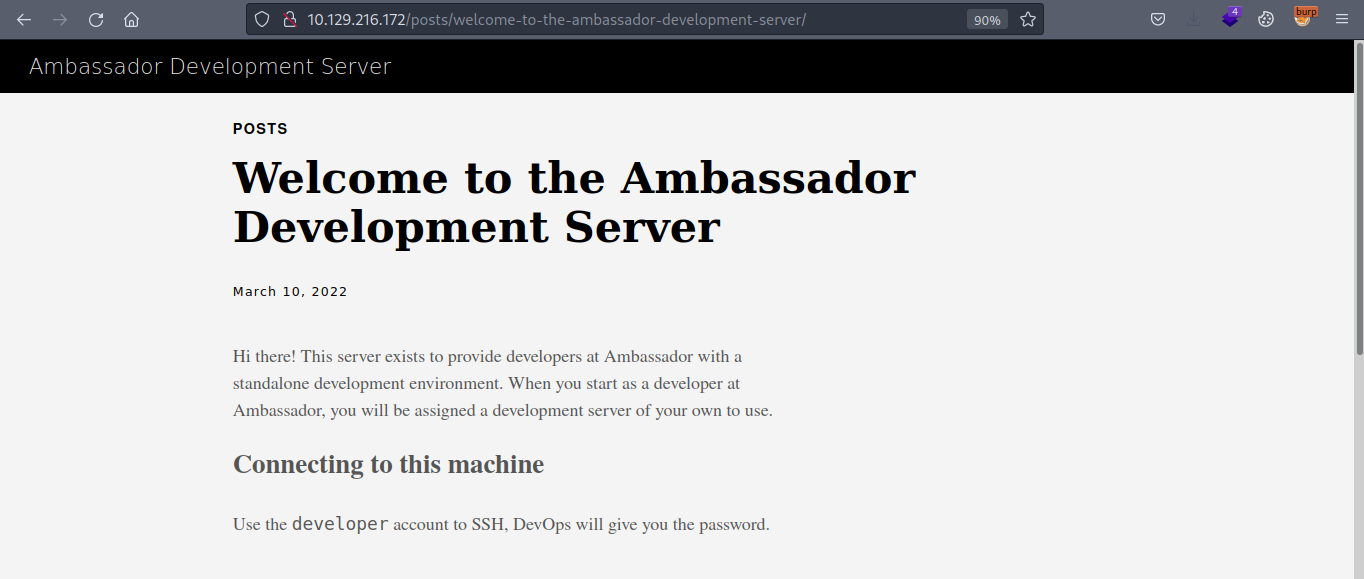 10.129.216.172/posts/welcome-to-the-ambassador-development-server/
90%
4
burp
Ambassador Development Server
POSTS
Welcome to the Ambassador
Development Server
March 10, 2022
Hi there! This server exists to provide developers at Ambassador with a
standalone development environment. When you start as a developer at
Ambassador, you will be assigned a development server of your own to use.
Connecting to this machine
Use the developer account to SSH, DevOps will give you the password.